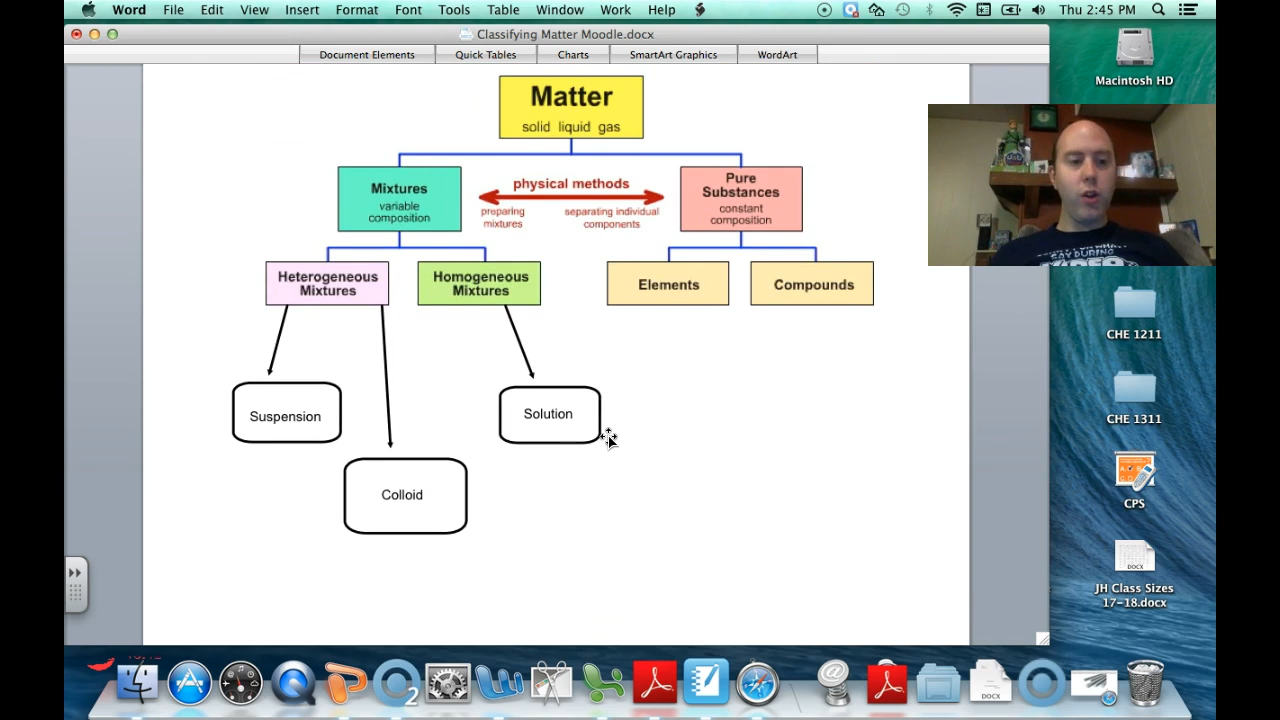 Word File Edit View Insert Format Font Tools Table Window Work Help Thu 2:45 PM
Classifying Matter Moodle.docx
Document Elements Quick Tables Charts SmartArt Graphics WordArt
Macintosh HD
Matter
solid liquid gas
Mixtures
variable
composition
physical methods
preparing
mixtures
separating individual
components
Pure
Substances
constant
composition
Heterogeneous
Mixtures
Homogeneous
Mixtures
Elements
Compounds
CHE 1211
Suspension
Solution
CHE 1311
Colloid
CPS
DOCX
JH Class Sizes
17-18.docx
2
DOCX